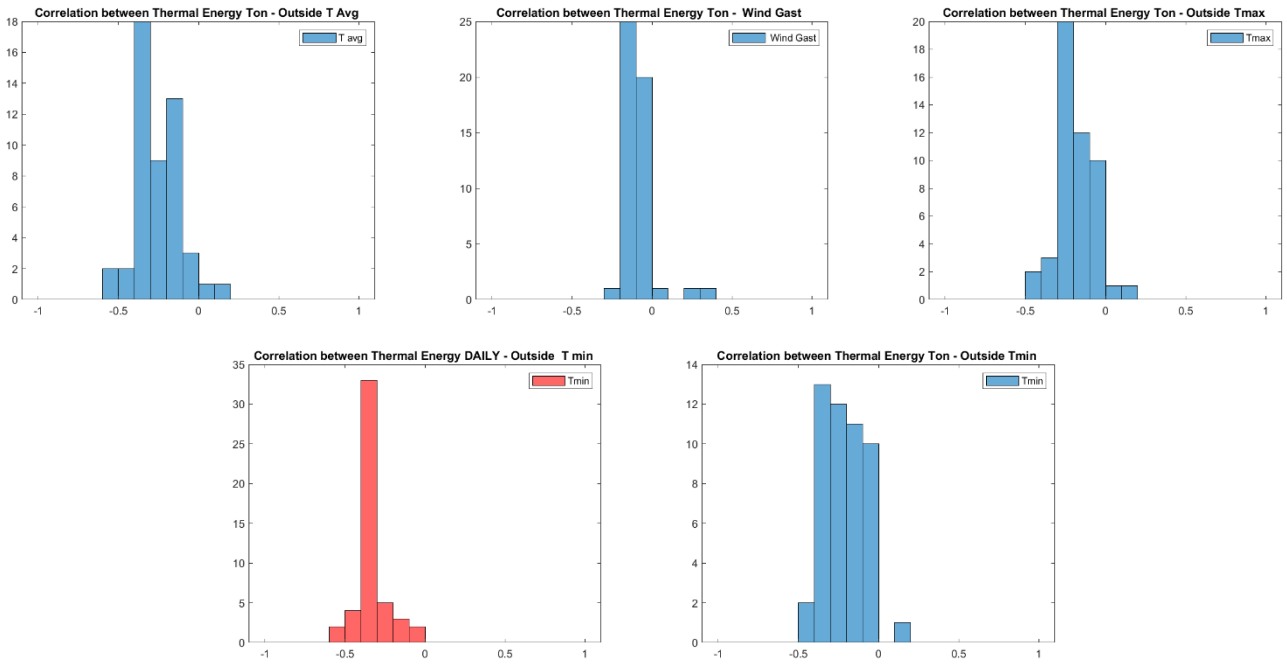 Correlation between Thermal Energy Ton - Outside T Avg
T avg
18
16
14
12
10
8
6
4
2
0
-1 -0.5 0 0.5 1
Correlation between Thermal Energy Ton - Wind Gast
Wind Gast
25
20
15
10
5
0
-1 -0.5 0 0.5 1
Correlation between Thermal Energy Ton - Outside Tmax
Tmax
20
18
16
14
12
10
8
6
4
2
0
-1 -0.5 0 0.5 1
Correlation between Thermal Energy DAILY - Outside T min
Tmin
35
30
25
20
15
10
5
0
-1 -0.5 0 0.5 1
Correlation between Thermal Energy Ton - Outside Tmin
Tmin
14
12
10
8
6
4
2
0
-1 -0.5 0 0.5 1